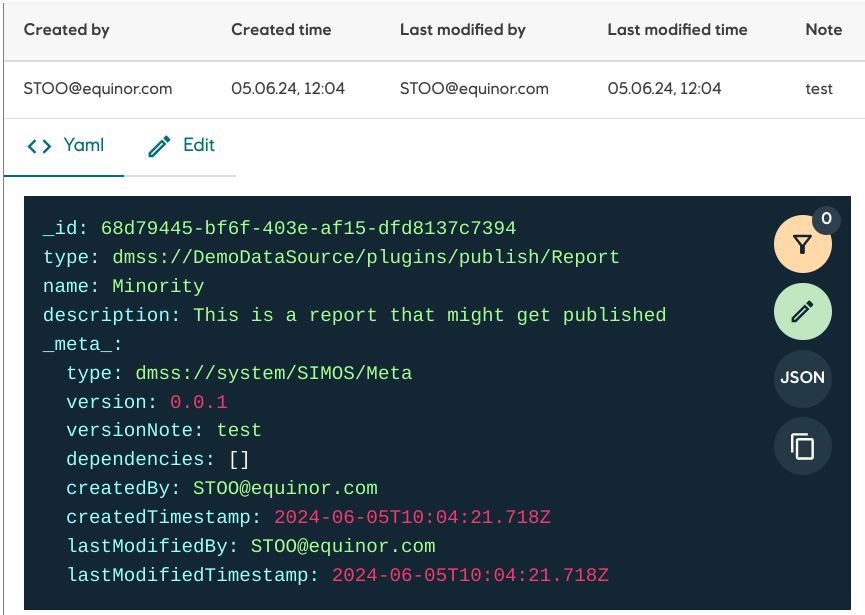 Created by Created time Last modified by Last modified time Note
STOO@equinor.com 05.06.24, 12:04 STOO@equinor.com 05.06.24, 12:04 test
<> Yaml Edit
_id: 68d79445-bf6f-403e-af15-dfd8137c7394
0
type: dmss://DemoDataSource/plugins/publish/Report
name: Minority
description: This is a report that might get published
_meta_:
type: dmss://system/SIMOS/Meta
JSON
version: 0.0.1
versionNote: test
dependencies: []
createdBy: STOO@equinor.com
createdTimestamp: 2024-06-05T10:04:21.718Z
lastModifiedBy: STOO@equinor.com
lastModifiedTimestamp: 2024-06-05T10:04:21.718Z